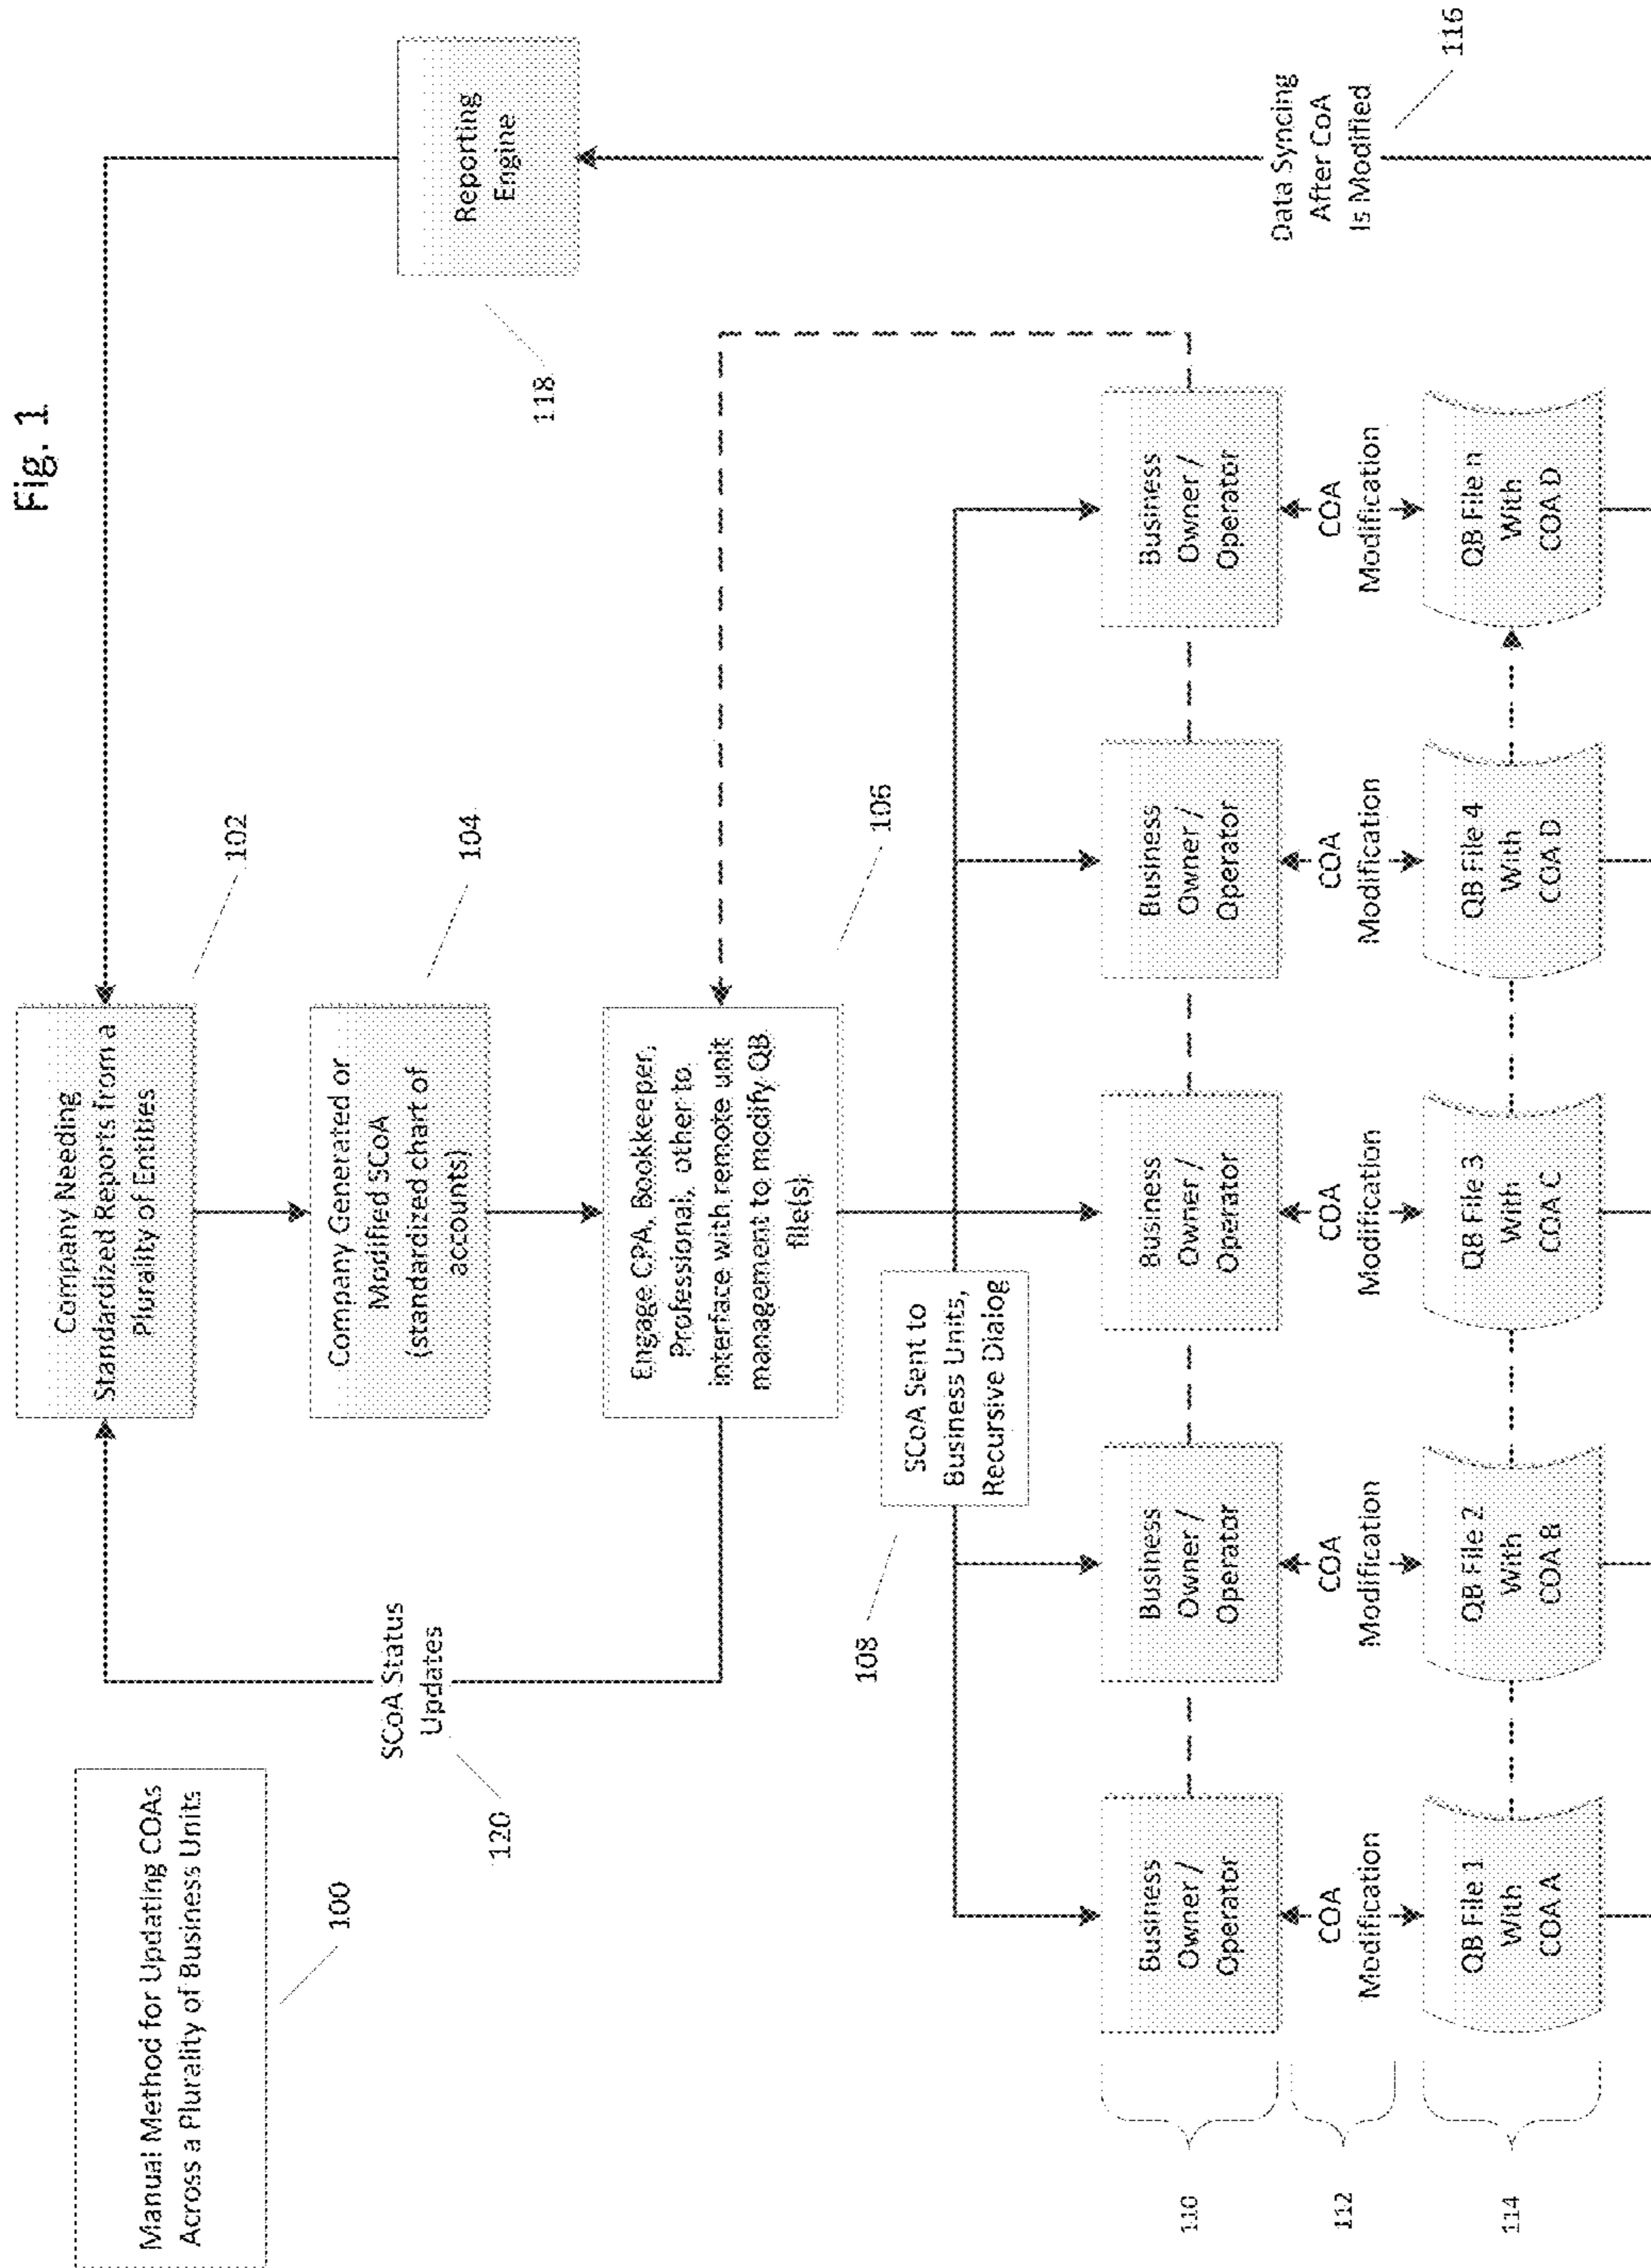 Fig. 1
Manual Method for Updating COAs
Across a Plurality of Business Units
100
Company Needing
Standardized Reports from a
Plurality of Entities
102
SCoA Status
Updates
120
Company Generated or
Modified SCoA
(standardized chart of
accounts)
104
Reporting
Engine
118
Engage CPA, Bookkeeper,
Professional, other to
interface with remote unit
management to modify QB
file(s).
106
SCoA Sent to
Business Units,
Recursive Dialog
108
110
Business
Owner /
Operator
Business
Owner /
Operator
Business
Owner /
Operator
Business
Owner /
Operator
Business
Owner /
Operator
Data Syncing
After CoA
Is Modified
116
112
COA
Modification
COA
Modification
COA
Modification
COA
Modification
COA
Modification
114
QB File 1
With
COA A
QB File 2
With
COA B
QB File 3
With
COA C
QB File 4
With
COA D
QB File n
With
COA D